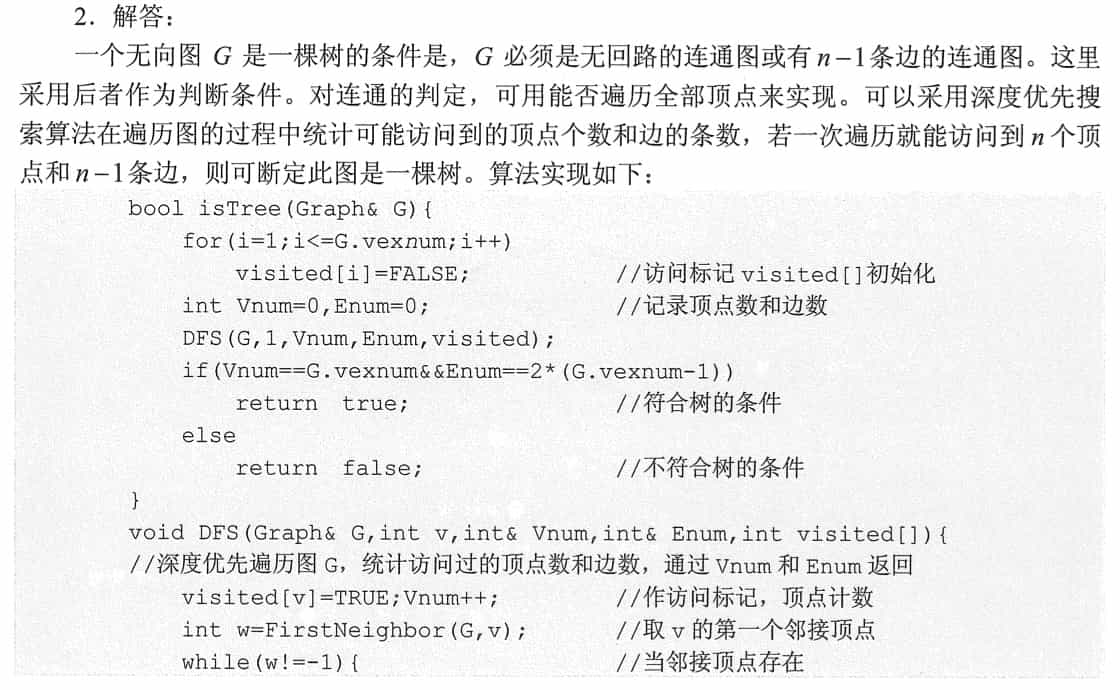 2．解答：
一个无向图 G 是一棵树的条件是，G 必须是无回路的连通图或有 n−1条边的连通图。这里
采用后者作为判断条件。对连通的判定，可用能否遍历全部顶点来实现。可以采用深度优先搜
索算法在遍历图的过程中统计可能访问到的顶点个数和边的条数，若一次遍历就能访问到 n 个顶
点和 n−1条边，则可断定此图是一棵树。算法实现如下：
bool isTree(Graph& G){
for(i=1;i<=G.vexnum;i++)
visited[i]=FALSE; //访问标记 visited[]初始化
int Vnum=0,Enum=0; //记录顶点数和边数
DFS(G,1,Vnum,Enum,visited);
if(Vnum==G.vexnum&&Enum==2*(G.vexnum-1))
return true; //符合树的条件
else
return false; //不符合树的条件
}
void DFS(Graph& G,int v,int& Vnum,int& Enum,int visited[]){
//深度优先遍历图 G，统计访问过的顶点数和边数，通过 Vnum 和 Enum 返回
visited[v]=TRUE;Vnum++; //作访问标记，顶点计数
int w=FirstNeighbor(G,v); //取 v 的第一个邻接顶点
while(w!=-1){ //当邻接顶点存在